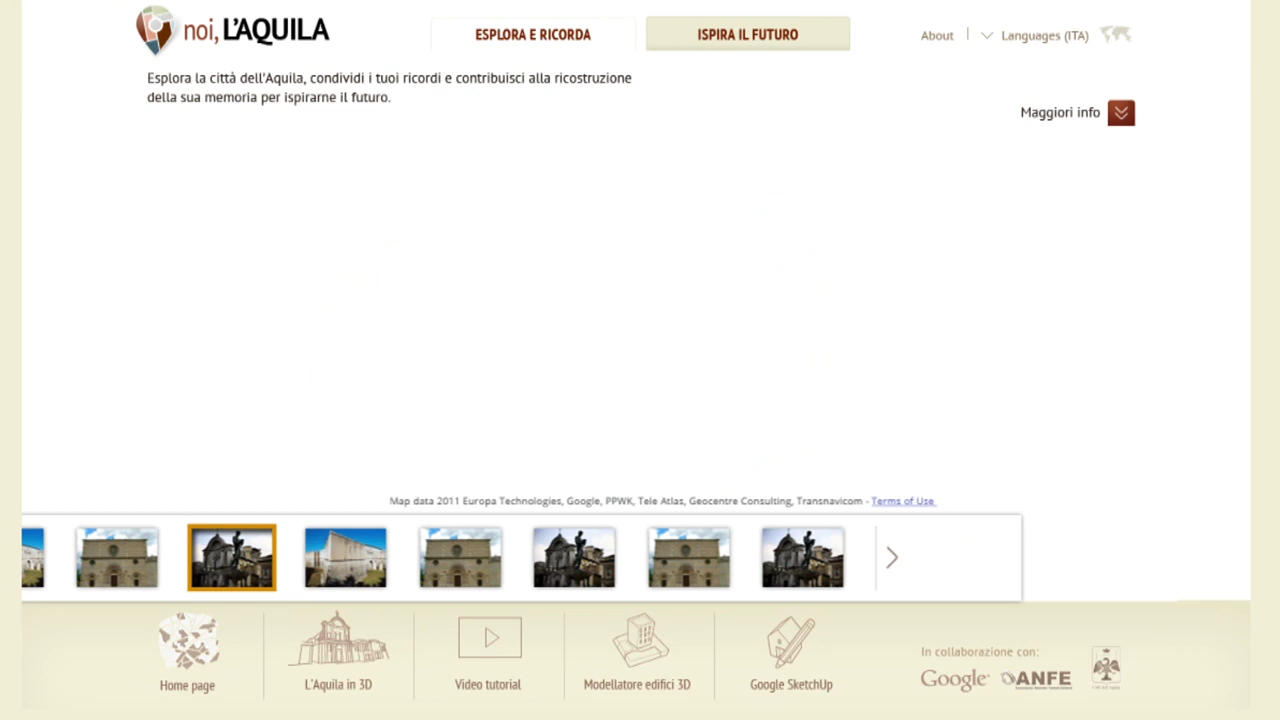 noi, L'AQUILA
ESPLORA E RICORDA
ISPIRA IL FUTURO
About
Languages (ITA)
Esplora la città dell'Aquila, condividi i tuoi ricordi e contribuisci alla ricostruzione
della sua memoria per ispirarne il futuro.
Maggiori info
Map data 2011 Europa Technologies, Google, PPWK, Tele Atlas, Geocentre Consulting, Transnavicom - Terms of Use
Home page
L'Aquila in 3D
Video tutorial
Modellatore edifici 3D
Google SketchUp
In collaborazione con:
Google
ANFE